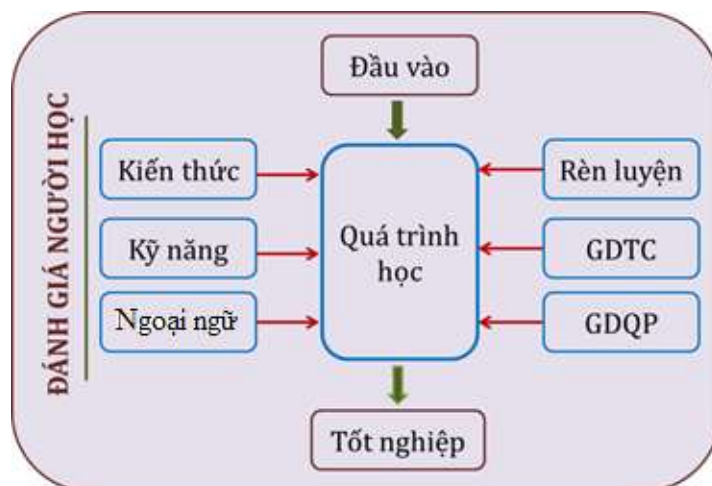 ĐÁNH GIÁ NGƯỜI HỌC
Đầu vào
Kiến thức
Kỹ năng
Ngoại ngữ
Quá trình
học
Rèn luyện
GDTC
GDQP
Tốt nghiệp